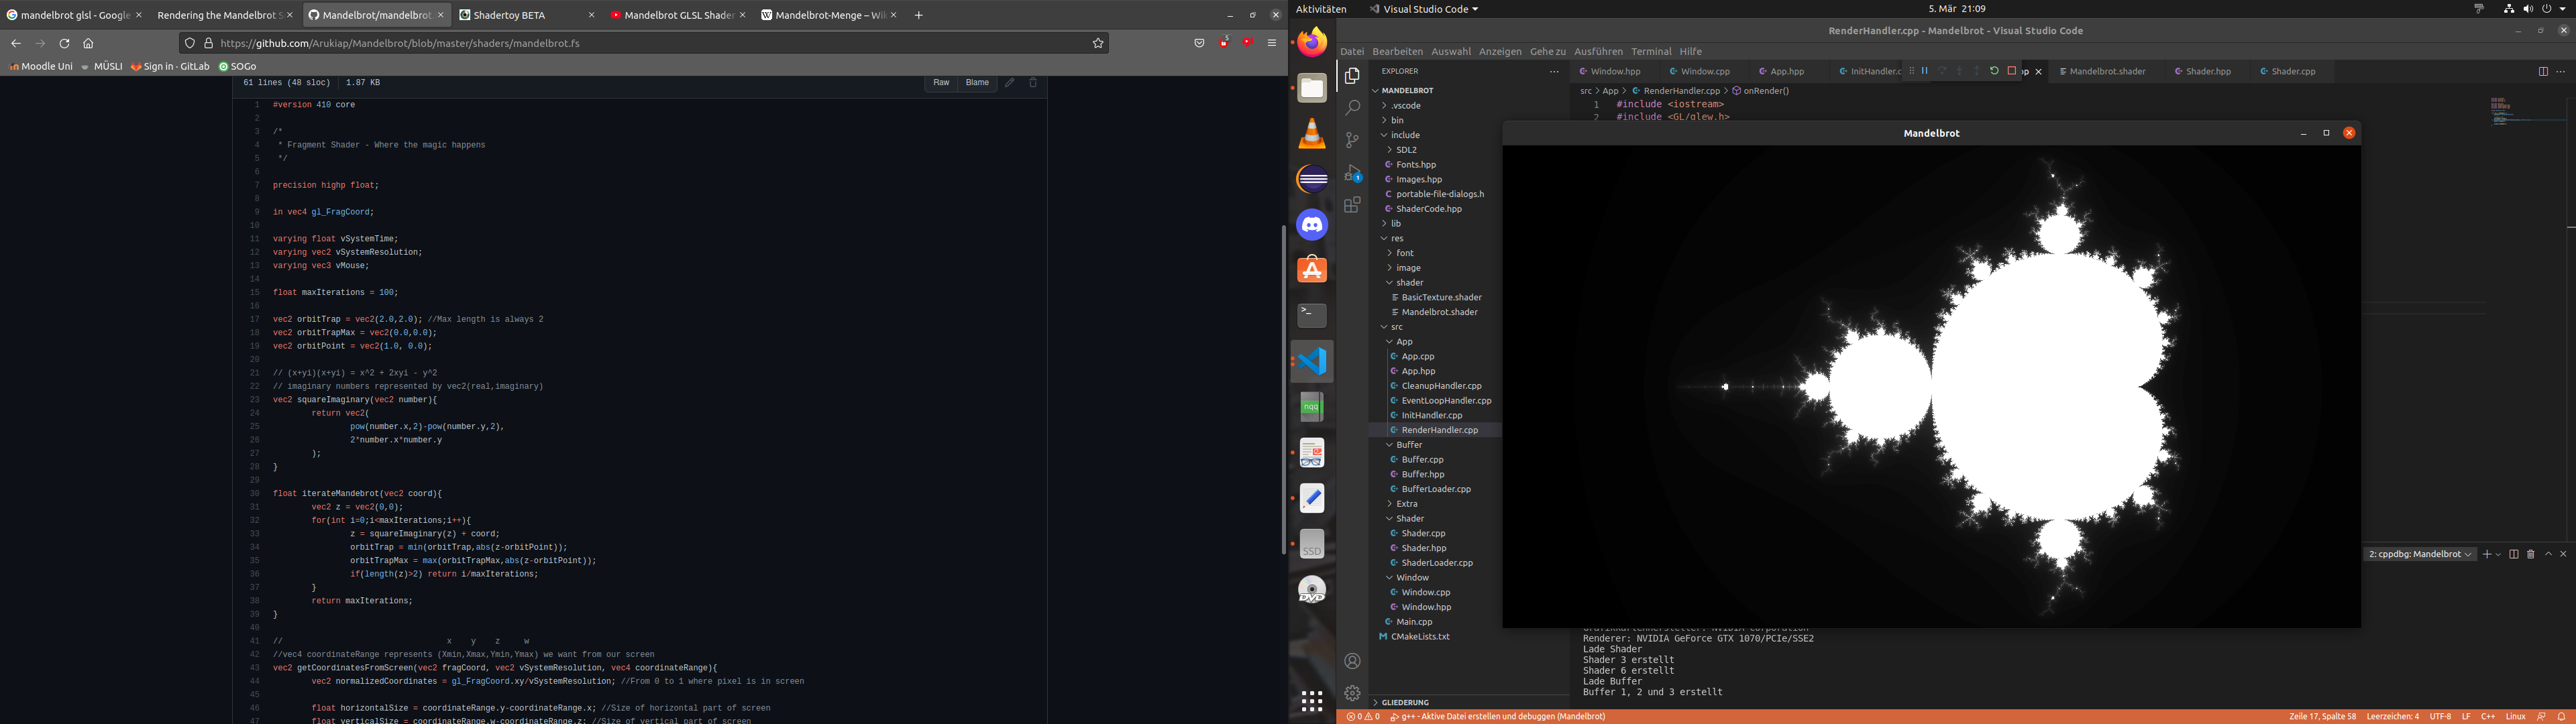 mandelbrot glsl - Google
Rendering the Mandelbrot S
Mandelbrot/mandelbrot.
Shadertoy BETA
Mandelbrot GLSL Shader
Mandelbrot-Menge – Wik
https://github.com/Arukiap/Mandelbrot/blob/master/shaders/mandelbrot.fs
5
Moodle Uni
MÜSLI
Sign in · GitLab
SOGo
61 lines (48 sloc)
1.87 KB
Raw
Blame
1 #version 410 core
2
3 /*
4 * Fragment Shader - Where the magic happens
5 */
6
7 precision highp float;
8
9 in vec4 gl_FragCoord;
10
11 varying float vSystemTime;
12 varying vec2 vSystemResolution;
13 varying vec3 vMouse;
14
15 float maxIterations = 100;
16
17 vec2 orbitTrap = vec2(2.0,2.0); //Max length is always 2
18 vec2 orbitTrapMax = vec2(0.0,0.0);
19 vec2 orbitPoint = vec2(1.0, 0.0);
20
21 // (x+yi)(x+yi) = x^2 + 2xyi - y^2
22 // imaginary numbers represented by vec2(real,imaginary)
23 vec2 squareImaginary(vec2 number){
24 return vec2(
25 pow(number.x,2)-pow(number.y,2),
26 2*number.x*number.y
27 );
28 }
29
30 float iterateMandebrot(vec2 coord){
31 vec2 z = vec2(0,0);
32 for(int i=0;i<maxIterations;i++){
33 z = squareImaginary(z) + coord;
34 orbitTrap = min(orbitTrap,abs(z-orbitPoint));
35 orbitTrapMax = max(orbitTrapMax,abs(z-orbitPoint));
36 if(length(z)>2) return i/maxIterations;
37 }
38 return maxIterations;
39 }
40
41 // x y z w
42 //vec4 coordinateRange represents (Xmin,Xmax,Ymin,Ymax) we want from our screen
43 vec2 getCoordinatesFromScreen(vec2 fragCoord, vec2 vSystemResolution, vec4 coordinateRange){
44 vec2 normalizedCoordinates = gl_FragCoord.xy/vSystemResolution; //From 0 to 1 where pixel is in screen
45
46 float horizontalSize = coordinateRange.y-coordinateRange.x; //Size of horizontal part of screen
47 float verticalSize = coordinateRange.w-coordinateRange.z; //Size of vertical part of screen
Aktivitäten
Visual Studio Code
5. Mär 21:09
nqq
SSD
DVD
RenderHandler.cpp - Mandelbrot - Visual Studio Code
Datei
Bearbeiten
Auswahl
Anzeigen
Gehe zu
Ausführen
Terminal
Hilfe
EXPLORER
MANDELBROT
.vscode
bin
include
SDL2
Fonts.hpp
Images.hpp
portable-file-dialogs.h
ShaderCode.hpp
lib
res
font
image
shader
BasicTexture.shader
Mandelbrot.shader
src
App
App.cpp
App.hpp
CleanupHandler.cpp
EventLoopHandler.cpp
InitHandler.cpp
RenderHandler.cpp
Buffer
Buffer.cpp
Buffer.hpp
BufferLoader.cpp
Extra
Shader
Shader.cpp
Shader.hpp
ShaderLoader.cpp
Window
Window.cpp
Window.hpp
Main.cpp
CMakeLists.txt
GLIEDERUNG
1
Window.hpp
Window.cpp
App.hpp
InitHandler.c
pp
Mandelbrot.shader
Shader.hpp
Shader.cpp
src > App > RenderHandler.cpp > onRender()
1 #include <iostream>
2 #include <GL/glew.h>
Mandelbrot
2: cppdbg: Mandelbrot
Grafikkartenhersteller: NVIDIA Corporation
Renderer: NVIDIA GeForce GTX 1070/PCIe/SSE2
Lade Shader
Shader 3 erstellt
Shader 6 erstellt
Lade Buffer
Buffer 1, 2 und 3 erstellt
0
0
g++ - Aktive Datei erstellen und debuggen (Mandelbrot)
Zeile 17, Spalte 58
Leerzeichen: 4
UTF-8
LF
C++
Linux